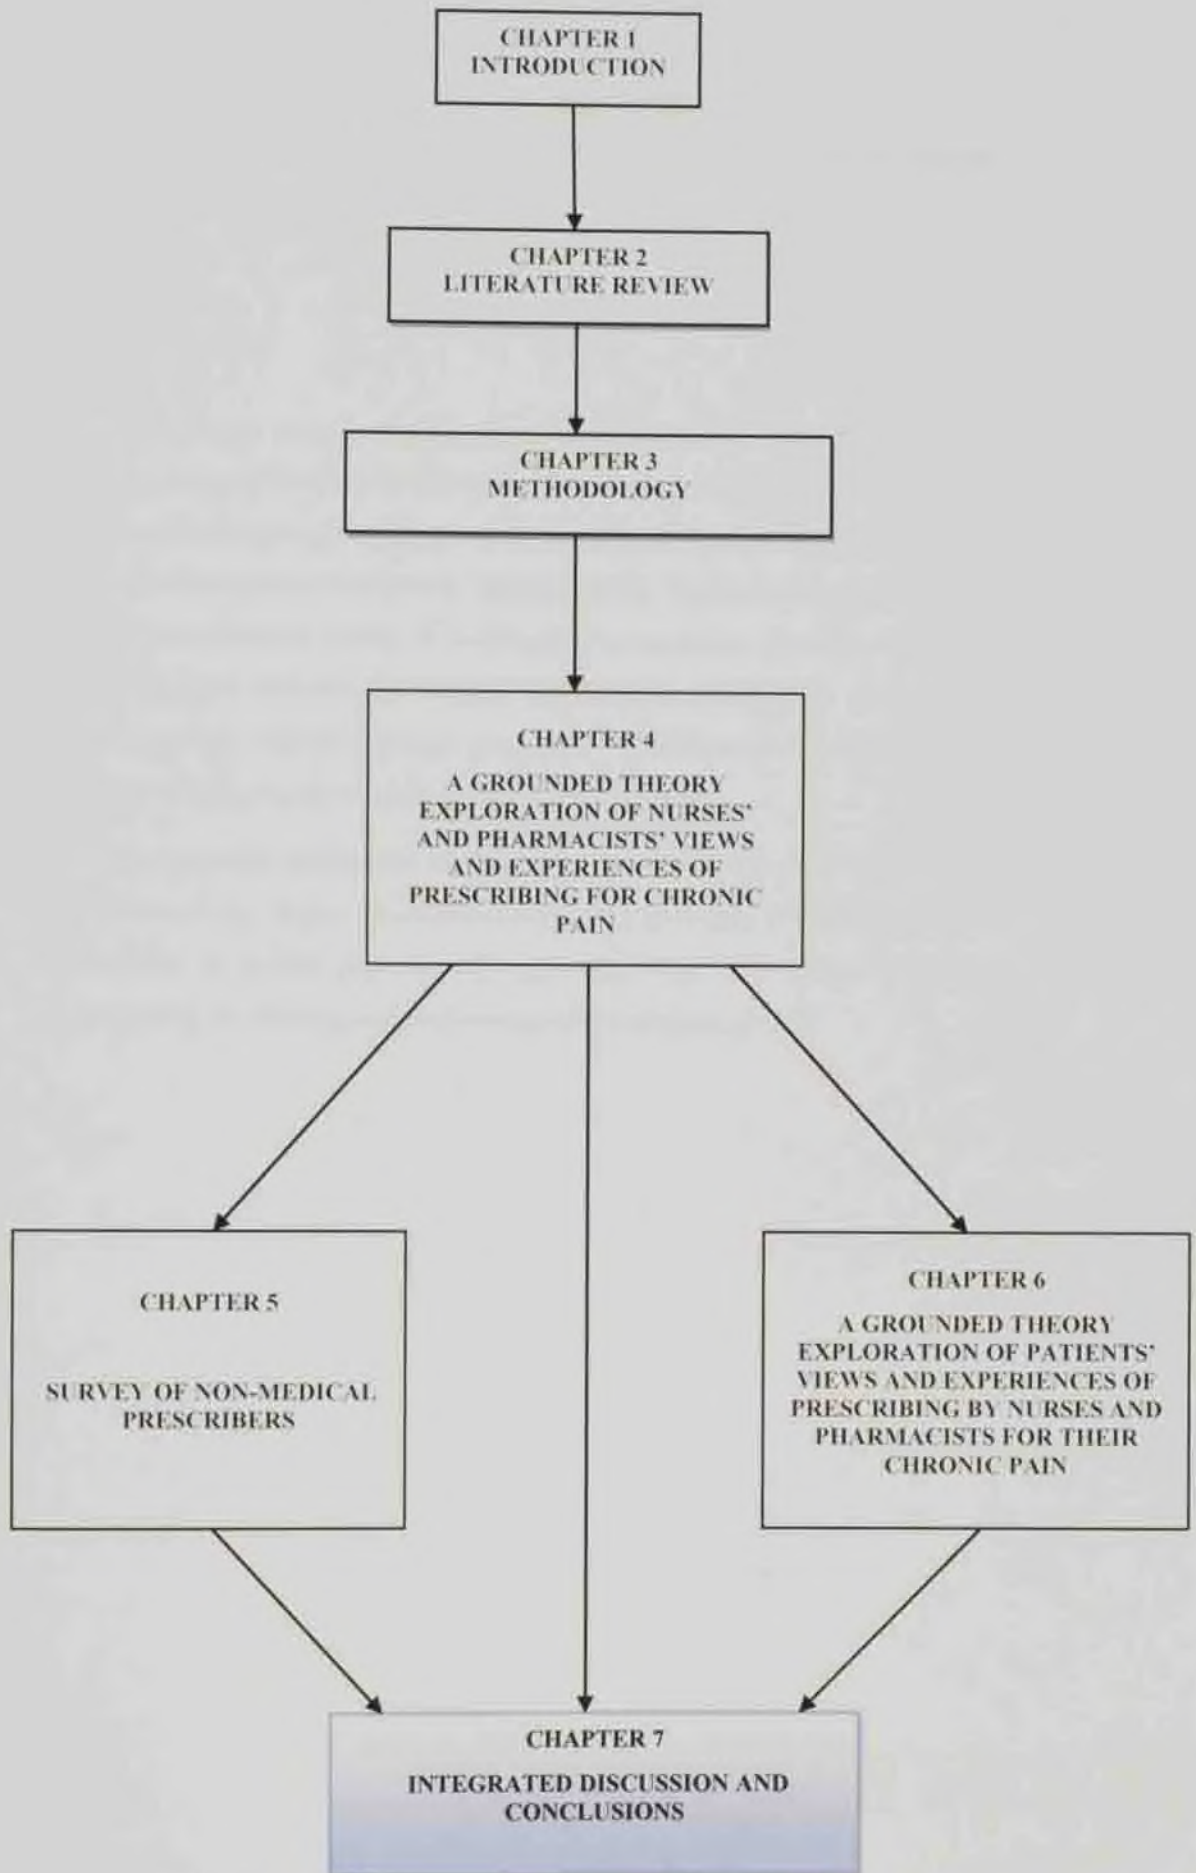 CHAPTER 1
INTRODUCTION
CHAPTER 2
LITERATURE REVIEW
CHAPTER 3
METHODOLOGY
CHAPTER 4
A GROUNDED THEORY
EXPLORATION OF NURSES'
AND PHARMACISTS' VIEWS
AND EXPERIENCES OF
PRESCRIBING FOR CHRONIC
PAIN
CHAPTER 5
SURVEY OF NON-MEDICAL
PRESCRIBERS
CHAPTER 6
A GROUNDED THEORY
EXPLORATION OF PATIENTS'
VIEWS AND EXPERIENCES OF
PRESCRIBING BY NURSES AND
PHARMACISTS FOR THEIR
CHRONIC PAIN
CHAPTER 7
INTEGRATED DISCUSSION AND
CONCLUSIONS